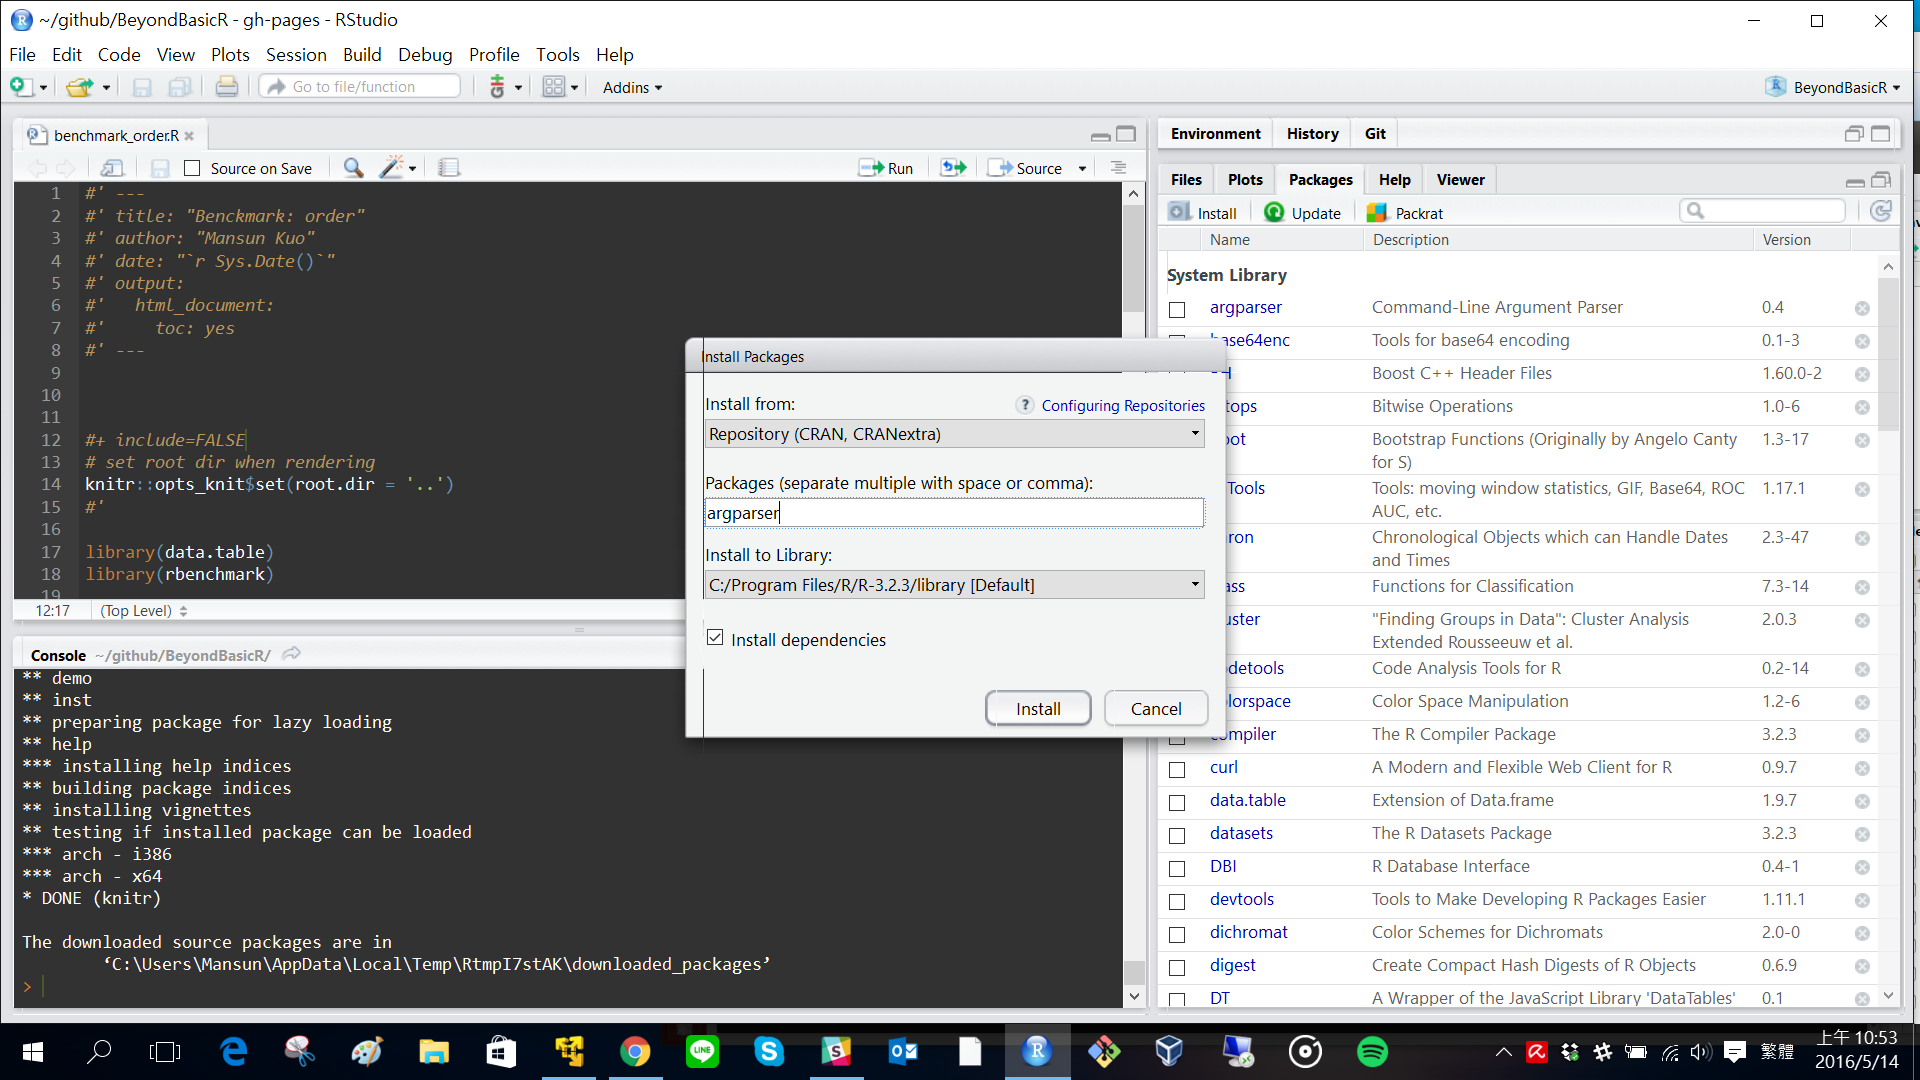 ~/github/BeyondBasicR - gh-pages - RStudio
File Edit Code View Plots Session Build Debug Profile Tools Help
Go to file/function Addins BeyondBasicR
benchmark_order.R
Source on Save Run Source
1 #' ---
2 #' title: "Benckmark: order"
3 #' author: "Mansun Kuo"
4 #' date: "`r Sys.Date()`"
5 #' output:
6 #'   html_document:
7 #'     toc: yes
8 #' ---
9
10
11
12 #+ include=FALSE
13 # set root dir when rendering
14 knitr::opts_knit$set(root.dir = '..')
15 #'
16
17 library(data.table)
18 library(rbenchmark)
19
12:17 (Top Level)
Console ~/github/BeyondBasicR/
** demo
** inst
** preparing package for lazy loading
** help
*** installing help indices
** building package indices
** installing vignettes
** testing if installed package can be loaded
*** arch - i386
*** arch - x64
* DONE (knitr)
The downloaded source packages are in
‘C:\Users\Mansun\AppData\Local\Temp\RtmpI7stAK\downloaded_packages’
>
Install Packages
Install from: ? Configuring Repositories
Repository (CRAN, CRANextra)
Packages (separate multiple with space or comma):
argparser
Install to Library:
C:/Program Files/R/R-3.2.3/library [Default]
Install dependencies
Install Cancel
Environment History Git
Files Plots Packages Help Viewer
Install Update Packrat
Name Description Version
System Library
argparser Command-Line Argument Parser 0.4
base64enc Tools for base64 encoding 0.1-3
Boost C++ Header Files 1.60.0-2
tops Bitwise Operations 1.0-6
oot Bootstrap Functions (Originally by Angelo Canty
for S) 1.3-17
Tools Tools: moving window statistics, GIF, Base64, ROC
AUC, etc. 1.17.1
ron Chronological Objects which can Handle Dates
and Times 2.3-47
ass Functions for Classification 7.3-14
uster "Finding Groups in Data": Cluster Analysis
Extended Rousseeuw et al. 2.0.3
detools Code Analysis Tools for R 0.2-14
lorspace Color Space Manipulation 1.2-6
compiler The R Compiler Package 3.2.3
curl A Modern and Flexible Web Client for R 0.9.7
data.table Extension of Data.frame 1.9.7
datasets The R Datasets Package 3.2.3
DBI R Database Interface 0.4-1
devtools Tools to Make Developing R Packages Easier 1.11.1
dichromat Color Schemes for Dichromats 2.0-0
digest Create Compact Hash Digests of R Objects 0.6.9
DT A Wrapper of the JavaScript Library 'DataTables' 0.1
LINE
繁體
上午 10:53
2016/5/14